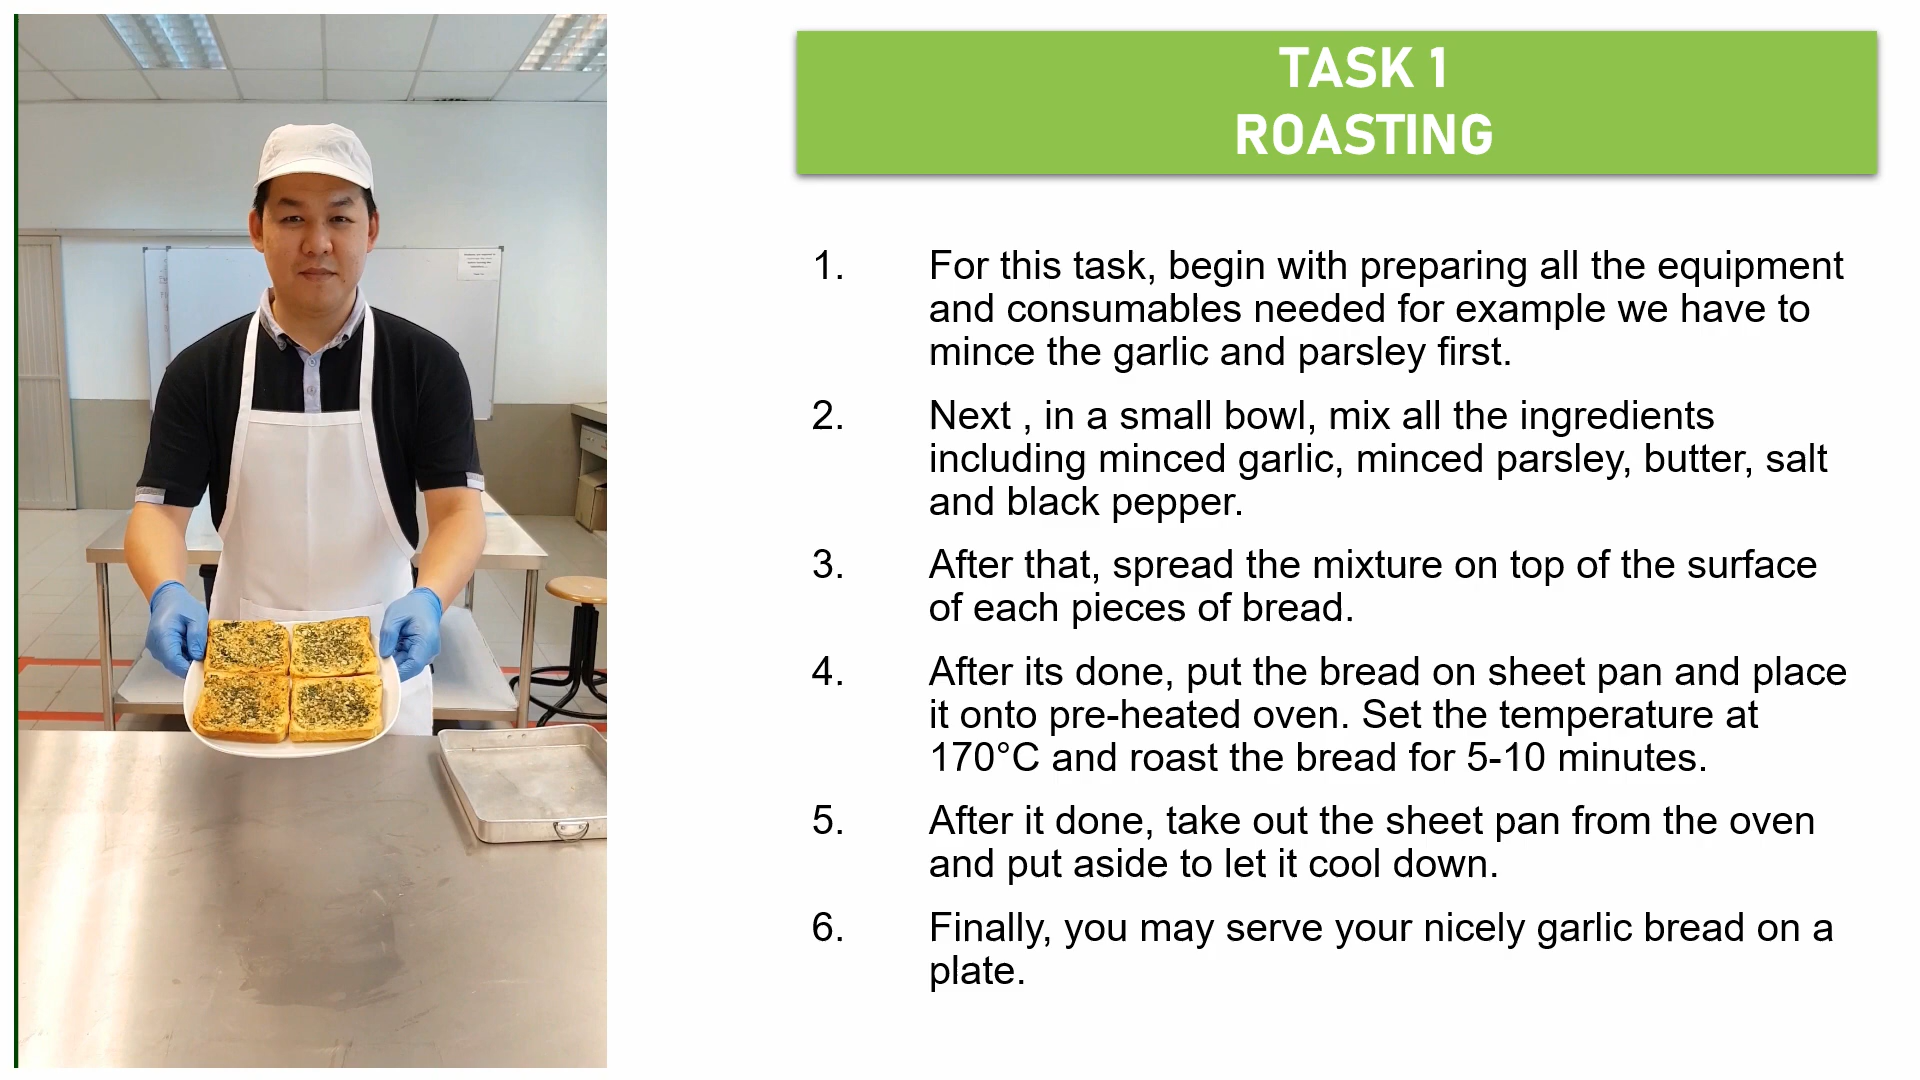 TASK 1
ROASTING
1. For this task, begin with preparing all the equipment
and consumables needed for example we have to
mince the garlic and parsley first.
2. Next , in a small bowl, mix all the ingredients
including minced garlic, minced parsley, butter, salt
and black pepper.
3. After that, spread the mixture on top of the surface
of each pieces of bread.
4. After its done, put the bread on sheet pan and place
it onto pre-heated oven. Set the temperature at
170°C and roast the bread for 5-10 minutes.
5. After it done, take out the sheet pan from the oven
and put aside to let it cool down.
6. Finally, you may serve your nicely garlic bread on a
plate.